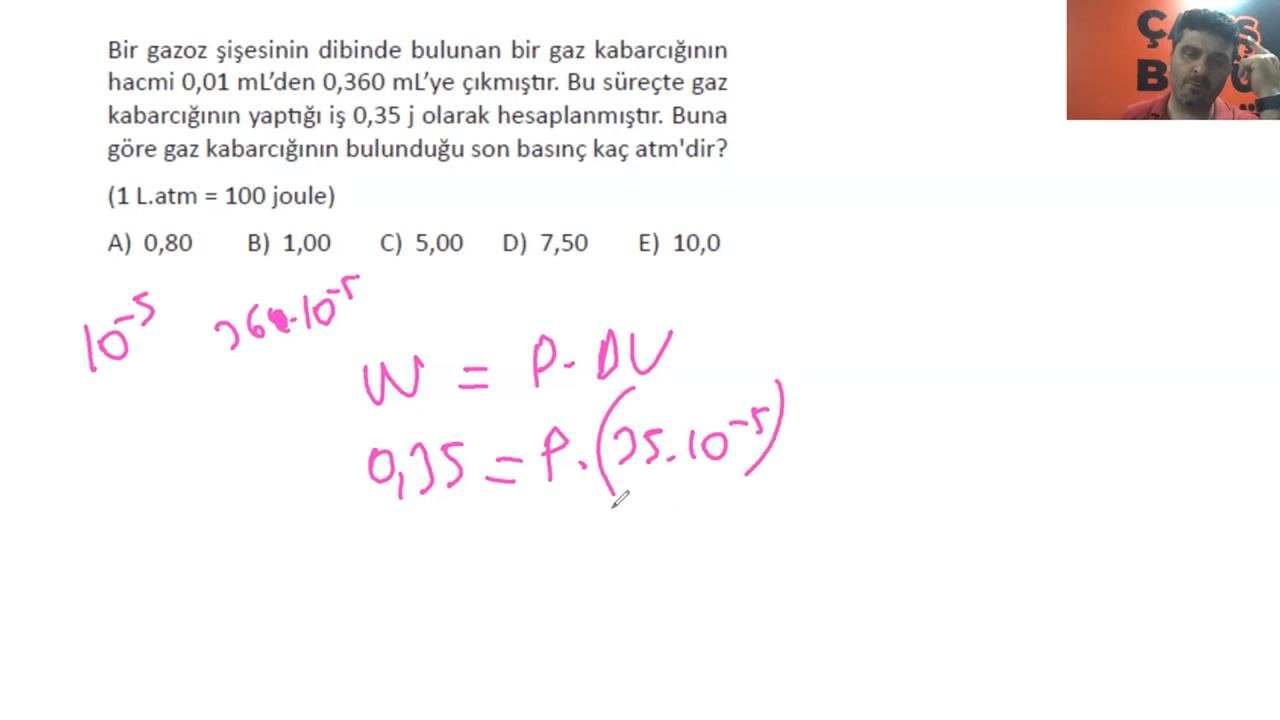 Bir gazoz şişesinin dibinde bulunan bir gaz kabarcığının
hacmi 0,01 mL'den 0,360 mL'ye çıkmıştır. Bu süreçte gaz
kabarcığının yaptığı iş 0,35 j olarak hesaplanmıştır. Buna
göre gaz kabarcığının bulunduğu son basınç kaç atm'dir?
(1 L.atm = 100 joule)
A) 0,80 B) 1,00 C) 5,00 D) 7,50 E) 10,0
10⁻⁵ 36 . 10⁻⁵
W = P . ΔV
0,35 = P . (35 . 10⁻⁵)